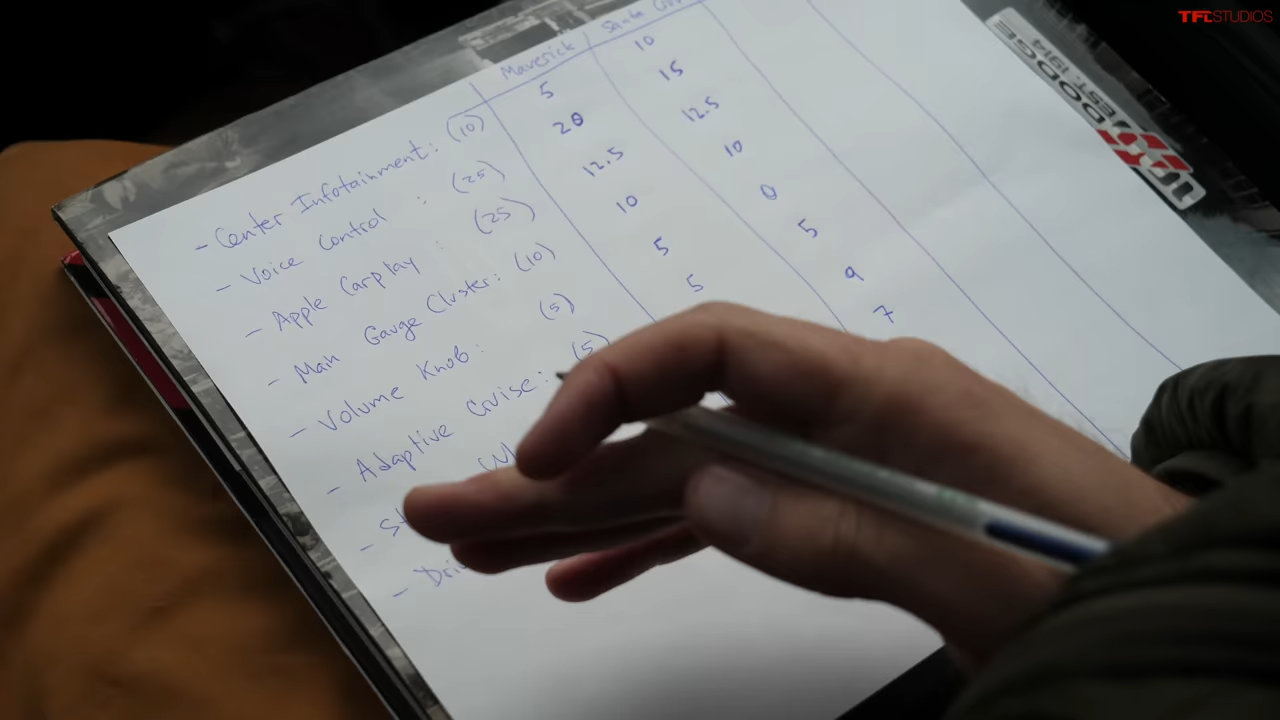 TFLSTUDIOS
Maverick
- Center Infotainment: (10) 5 10
- Voice Control : (25) 20 15
- Apple Carplay : (25) 12.5 12.5
- Main Gauge Cluster: (10) 10 10
- Volume Knob: (5) 5 0
- Adaptive Cruise: (5) 5 5
9
7
DODGE
EST. 1914